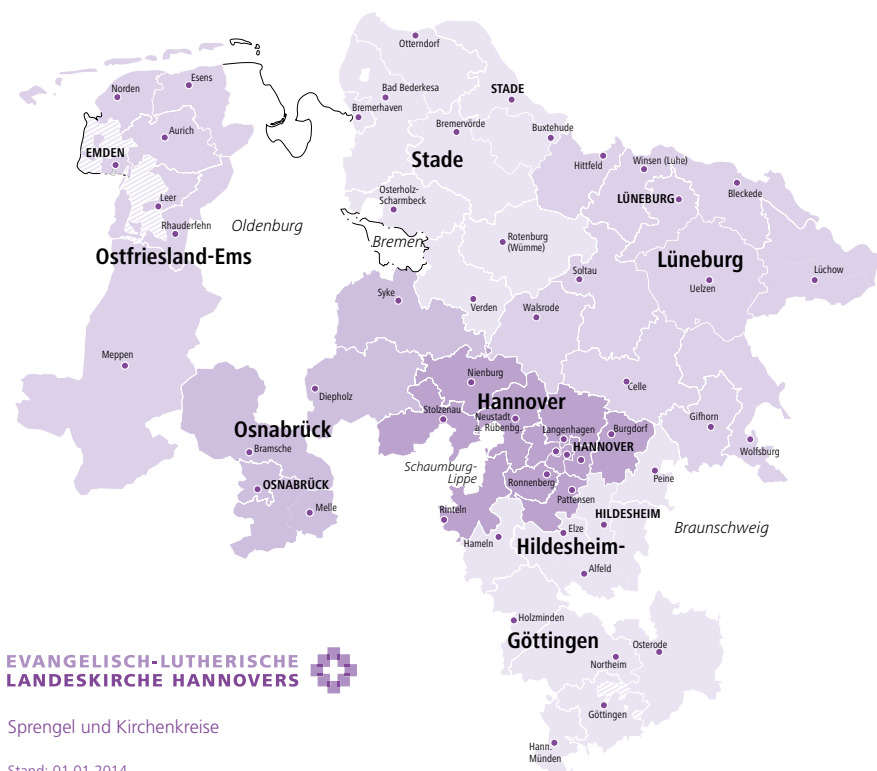 Otterndorf
Esens
Norden
Bad Bederkesa
STADE
Bremerhaven
Bremervörde
Buxtehude
Aurich
EMDEN
Stade
Hittfeld
Winsen (Luhe)
Bleckede
Leer
Osterholz-
Scharmbeck
LÜNEBURG
Rhauderfehn
Oldenburg
Bremen
Rotenburg
(Wümme)
Ostfriesland-Ems
Lüneburg
Soltau
Lüchow
Uelzen
Syke
Verden
Walsrode
Meppen
Nienburg
Celle
Diepholz
Hannover
Stolzenau
Neustadt
a. Rübenbg.
Gifhorn
Osnabrück
Langenhagen
Burgdorf
HANNOVER
Bramsche
Wolfsburg
Schaumburg-
Lippe
Ronnenberg
Peine
OSNABRÜCK
Pattensen
Melle
Rinteln
HILDESHEIM
Elze
Braunschweig
Hameln
Hildesheim-
Alfeld
Holzminden
Göttingen
Osterode
Northeim
EVANGELISCH-LUTHERISCHE
LANDESKIRCHE HANNOVERS
Göttingen
Sprengel und Kirchenkreise
Hann.
Münden
Stand: 01.01.2014